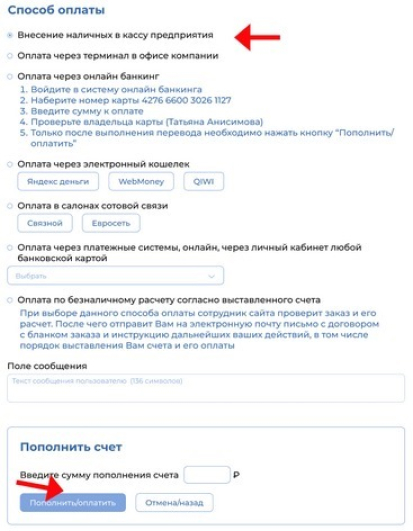 Способ оплаты
Внесение наличных в кассу предприятия
Оплата через терминал в офисе компании
Оплата через онлайн банкинг
1. Войдите в систему онлайн банкинга
2. Наберите номер карты 4276 6600 3026 1127
3. Введите сумму к оплате
4. Проверьте владельца карты (Татьяна Анисимова)
5. Только после выполнения перевода необходимо нажать кнопку “Пополнить/
оплатить”
Оплата через электронный кошелек
Яндекс деньги WebMoney QIWI
Оплата в салонах сотовой связи
Связной Евросеть
Оплата через платежные системы, онлайн, через личный кабинет любой
банковской картой
Выбрать
Оплата по безналичному расчету согласно выставленного счета
При выборе данного способа оплаты сотрудник сайта проверит заказ и его
расчет. После чего отправит Вам на электронную почту письмо с договором
с бланком заказа и инструкцию дальнейших ваших действий, в том числе
порядок выставления Вам счета и его оплаты
Поле сообщения
Текст сообщения пользователю (136 символов)
Пополнить счет
Введите сумму пополнения счета ₽
Пополнить/оплатить Отмена/назад